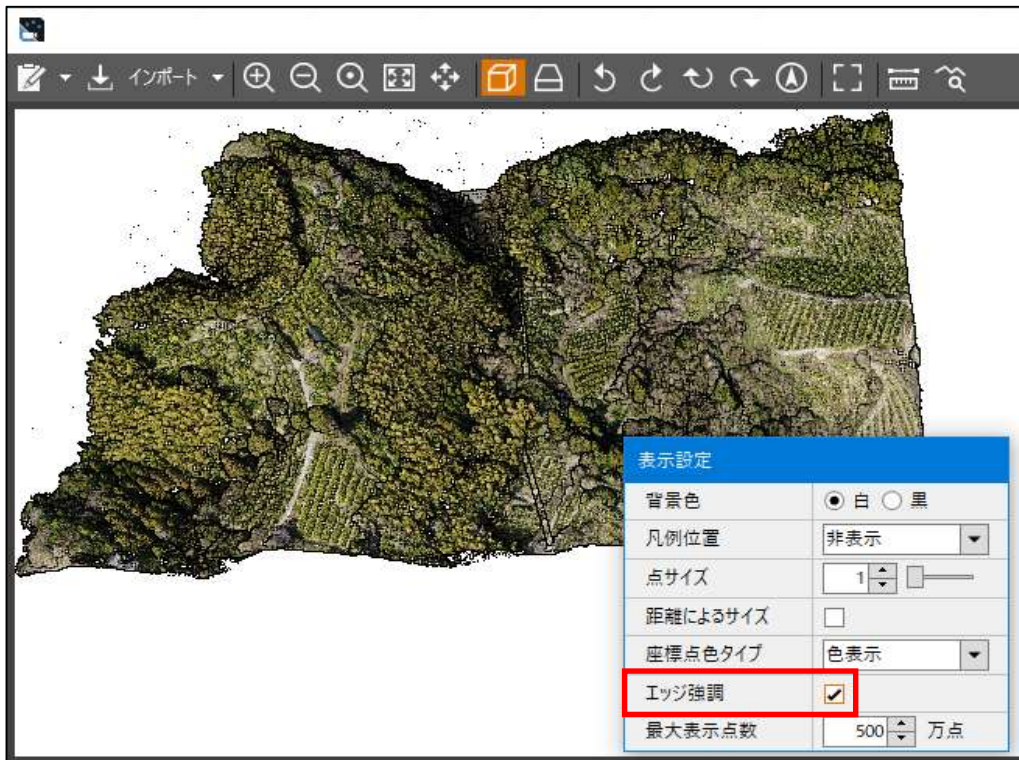 インポート
表示設定
背景色 白 黒
凡例位置 非表示
点サイズ 1
距離によるサイズ
座標点色タイプ 色表示
エッジ強調
最大表示点数 500 万点